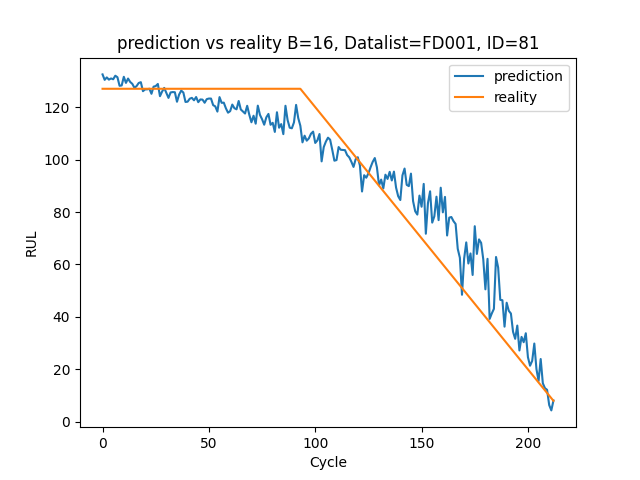 prediction vs reality B=16, Datalist=FD001, ID=81
prediction
reality
RUL
120
100
80
60
40
20
0
0
50
100
150
200
Cycle